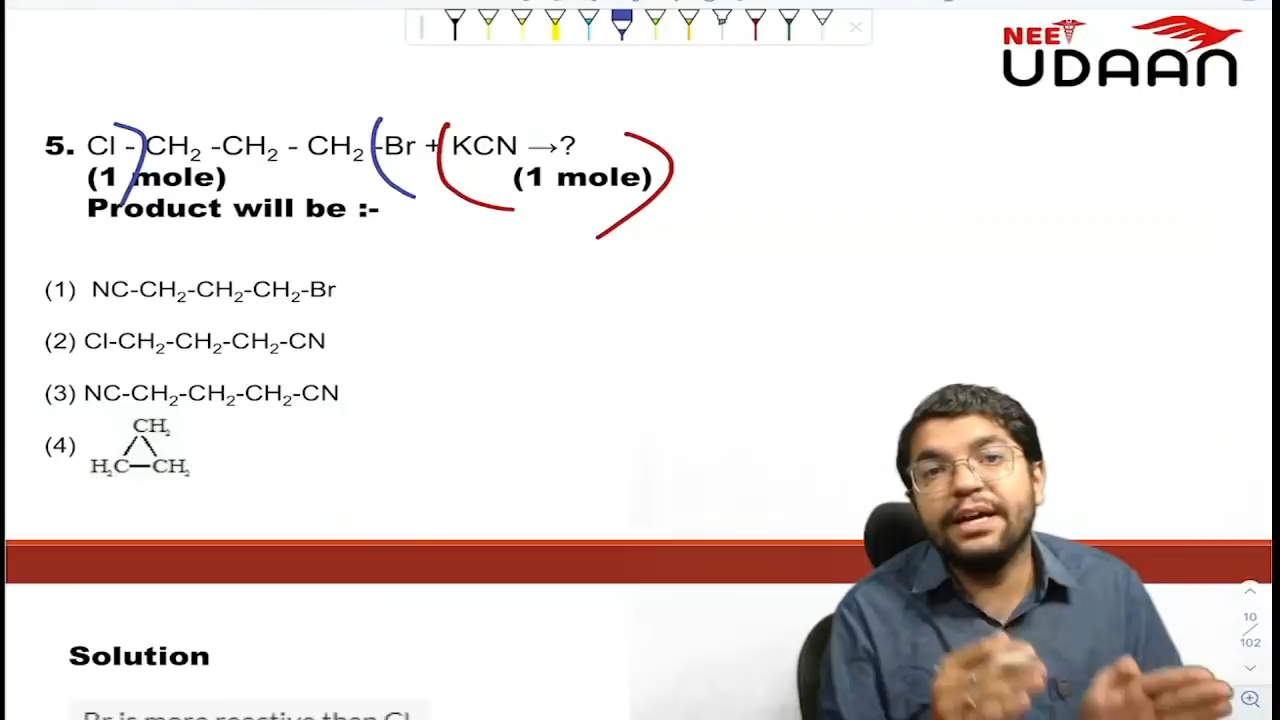 NEET
UDAAN
5. Cl - CH₂ -CH₂ - CH₂ -Br + KCN →?
(1 mole) (1 mole)
Product will be :-
(1) NC-CH₂-CH₂-CH₂-Br
(2) Cl-CH₂-CH₂-CH₂-CN
(3) NC-CH₂-CH₂-CH₂-CN
CH₂
(4)
H₂C—CH₂
10
102
Solution
Br is more reactive than Cl